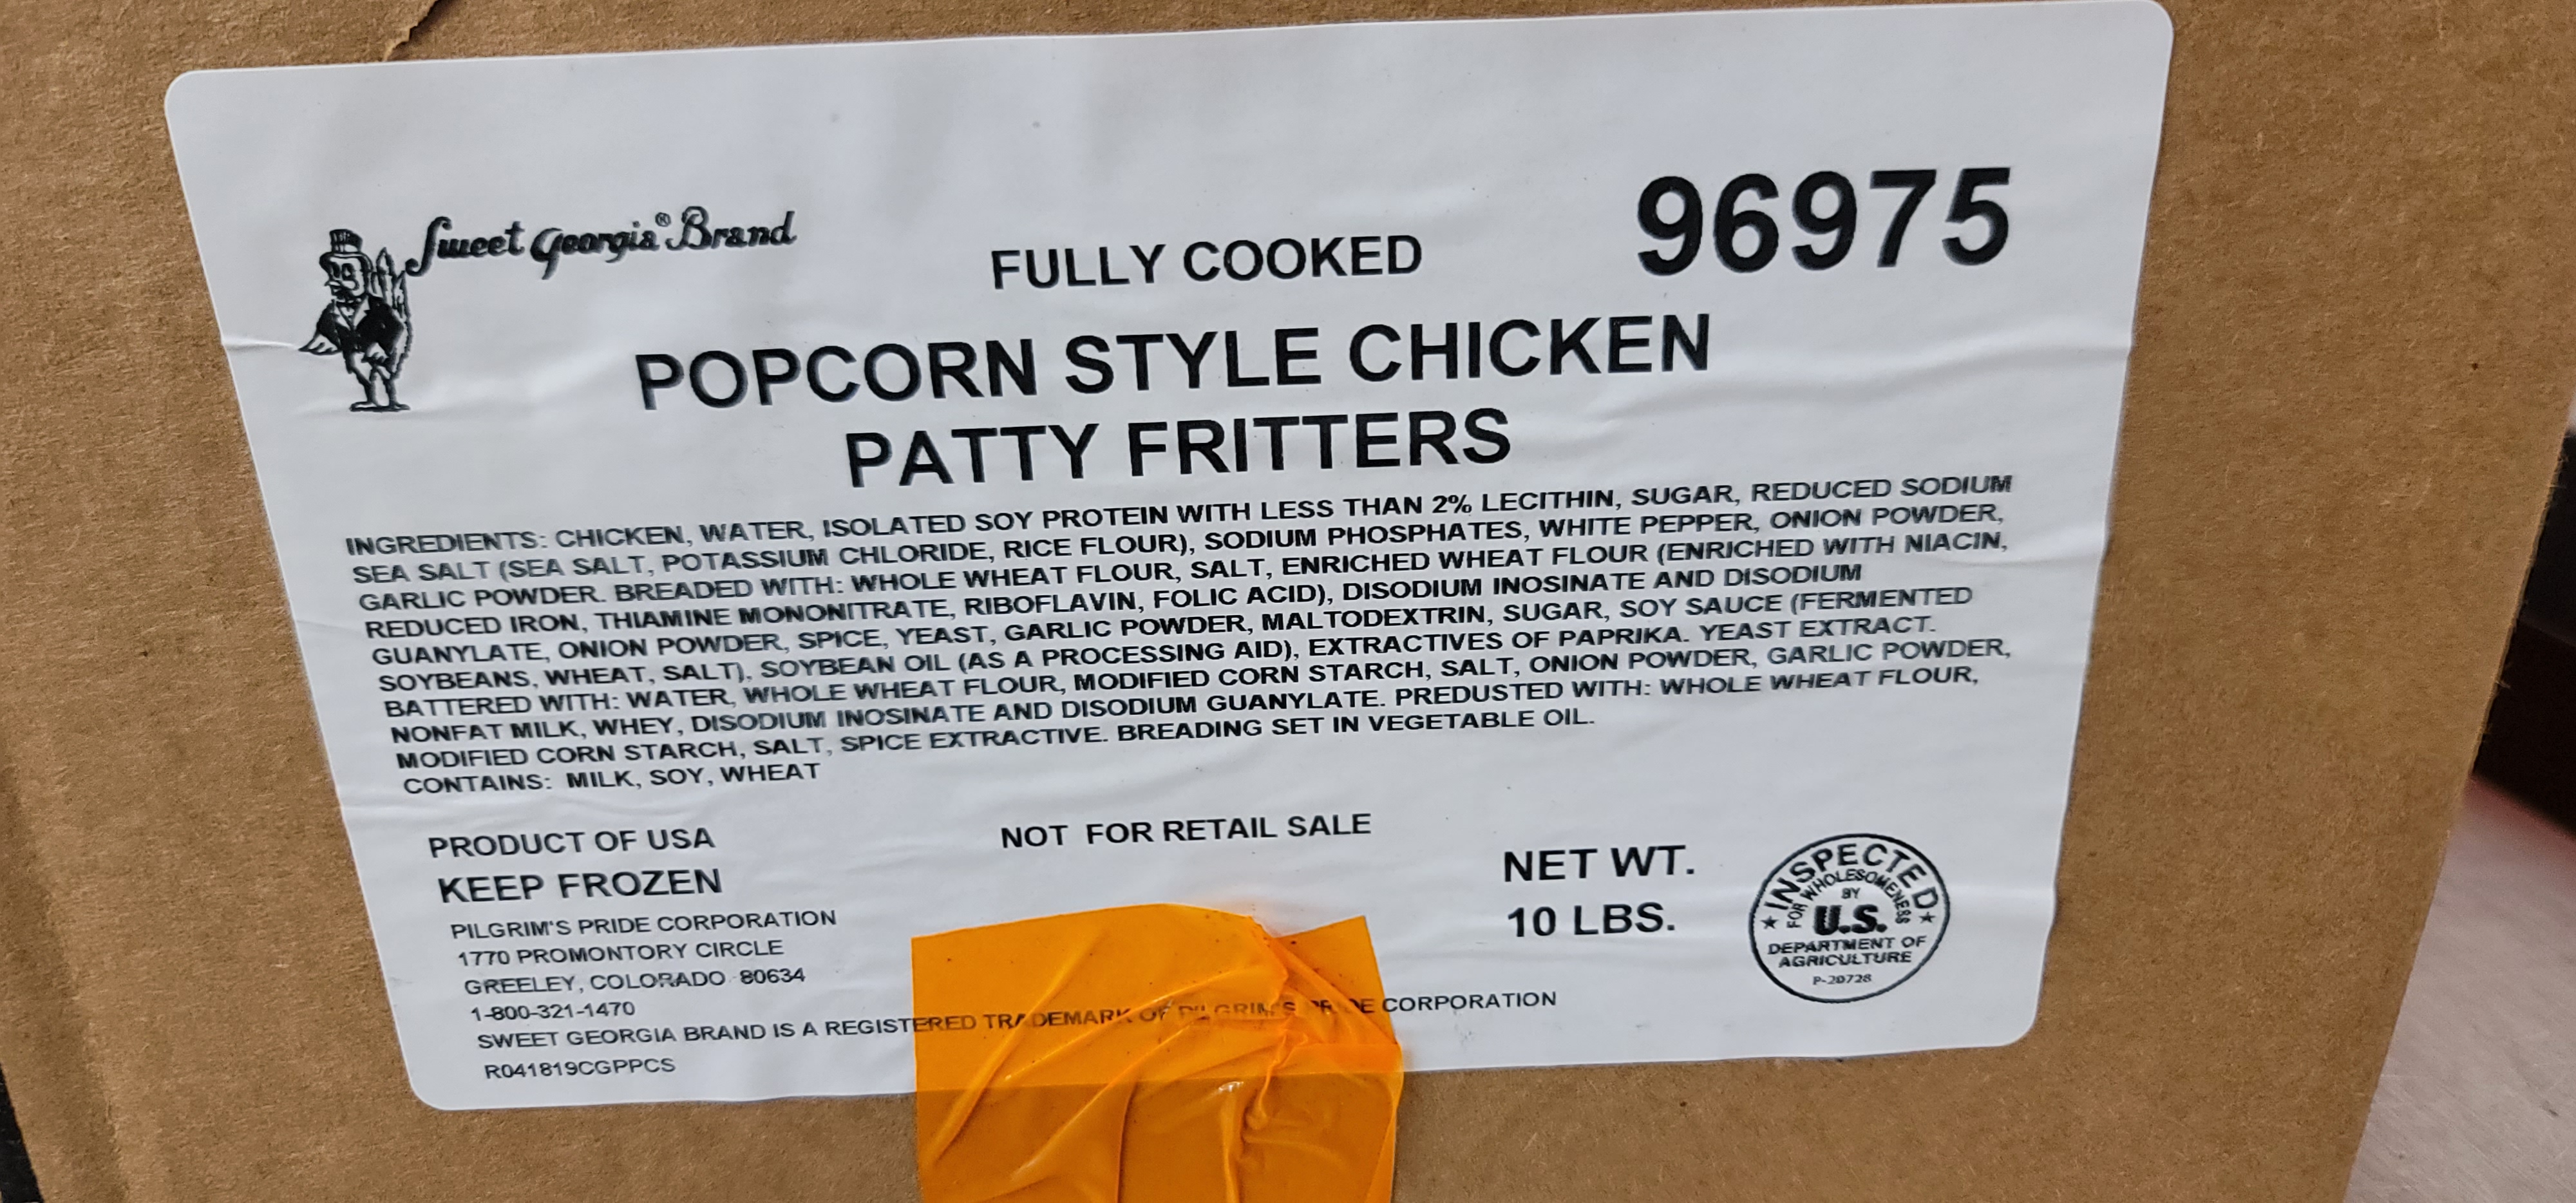 Sweet Georgia® Brand
96975
FULLY COOKED
POPCORN STYLE CHICKEN
PATTY FRITTERS
INGREDIENTS: CHICKEN, WATER, ISOLATED SOY PROTEIN WITH LESS THAN 2% LECITHIN, SUGAR, REDUCED SODIUM
SEA SALT (SEA SALT, POTASSIUM CHLORIDE, RICE FLOUR), SODIUM PHOSPHATES, WHITE PEPPER, ONION POWDER,
GARLIC POWDER. BREADED WITH: WHOLE WHEAT FLOUR, SALT, ENRICHED WHEAT FLOUR (ENRICHED WITH NIACIN,
REDUCED IRON, THIAMINE MONONITRATE, RIBOFLAVIN, FOLIC ACID), DISODIUM INOSINATE AND DISODIUM
GUANYLATE, ONION POWDER, SPICE, YEAST, GARLIC POWDER, MALTODEXTRIN, SUGAR, SOY SAUCE (FERMENTED
SOYBEANS, WHEAT, SALT), SOYBEAN OIL (AS A PROCESSING AID), EXTRACTIVES OF PAPRIKA. YEAST EXTRACT.
BATTERED WITH: WATER, WHOLE WHEAT FLOUR, MODIFIED CORN STARCH, SALT, ONION POWDER, GARLIC POWDER,
NONFAT MILK, WHEY, DISODIUM INOSINATE AND DISODIUM GUANYLATE. PREDUSTED WITH: WHOLE WHEAT FLOUR,
MODIFIED CORN STARCH, SALT, SPICE EXTRACTIVE. BREADING SET IN VEGETABLE OIL.
CONTAINS: MILK, SOY, WHEAT
PRODUCT OF USA
KEEP FROZEN
NOT FOR RETAIL SALE
NET WT.
10 LBS.
PILGRIM'S PRIDE CORPORATION
1770 PROMONTORY CIRCLE
GREELEY, COLORADO 80634
1-800-321-1470
SWEET GEORGIA BRAND IS A REGISTERED TRADEMARK OF PILGRIM'S PRIDE CORPORATION
R041819CGPPCS
INSPECTED
FOR WHOLESOMENESS
BY
U.S.
DEPARTMENT OF
AGRICULTURE
P-20728